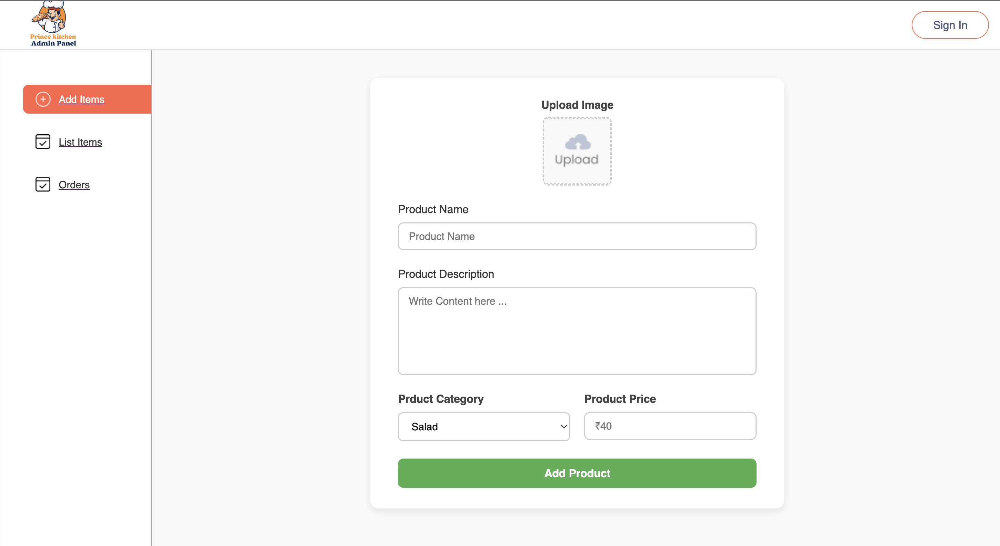 Prince kitchen
Admin Panel
Sign In
Add Items
List Items
Orders
Upload Image
Upload
Product Name
Product Name
Product Description
Write Content here ...
Prduct Category
Product Price
Salad
₹40
Add Product